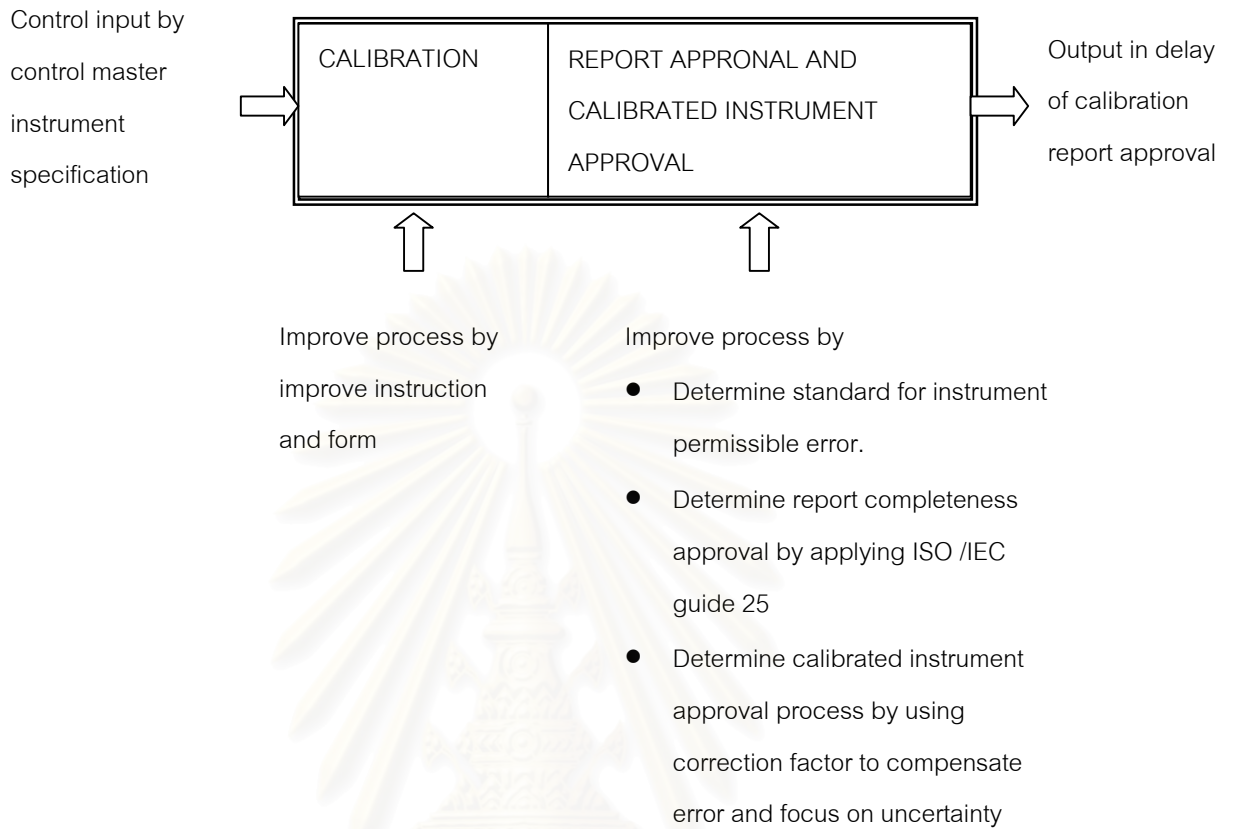 Control input by
control master
instrument
specification
CALIBRATION
REPORT APPRONAL AND
CALIBRATED INSTRUMENT
APPROVAL
Output in delay
of calibration
report approval
Improve process by
improve instruction
and form
Improve process by
● Determine standard for instrument
permissible error.
● Determine report completeness
approval by applying ISO /IEC
guide 25
● Determine calibrated instrument
approval process by using
correction factor to compensate
error and focus on uncertainty